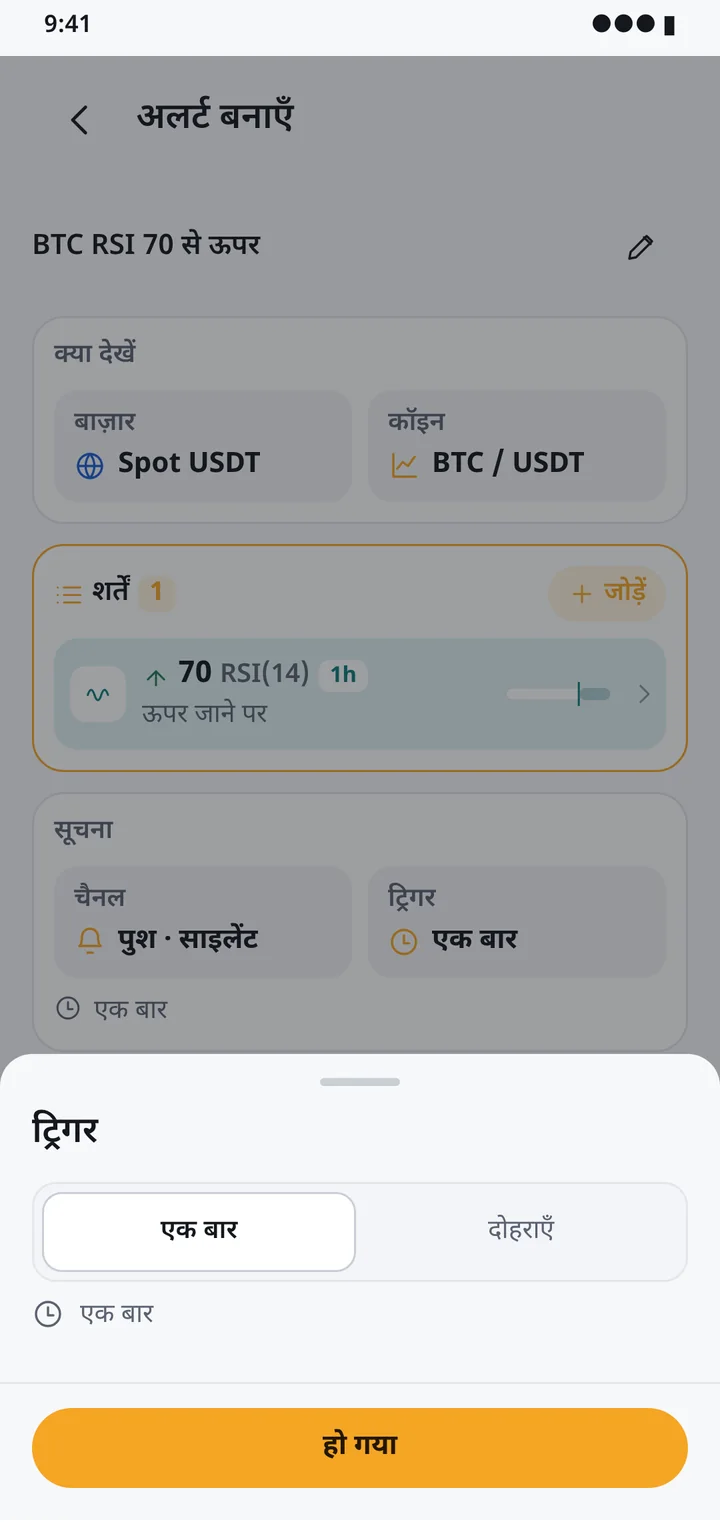 9:41
अलर्ट बनाएँ
BTC RSI 70 से ऊपर
क्या देखें
बाज़ार
Spot USDT
कॉइन
BTC / USDT
शर्तें 1
+ जोड़ें
↑ 70 RSI(14) 1h
ऊपर जाने पर
सूचना
चैनल
पुश · साइलेंट
ट्रिगर
एक बार
एक बार
ट्रिगर
एक बार
दोहराएँ
एक बार
हो गया